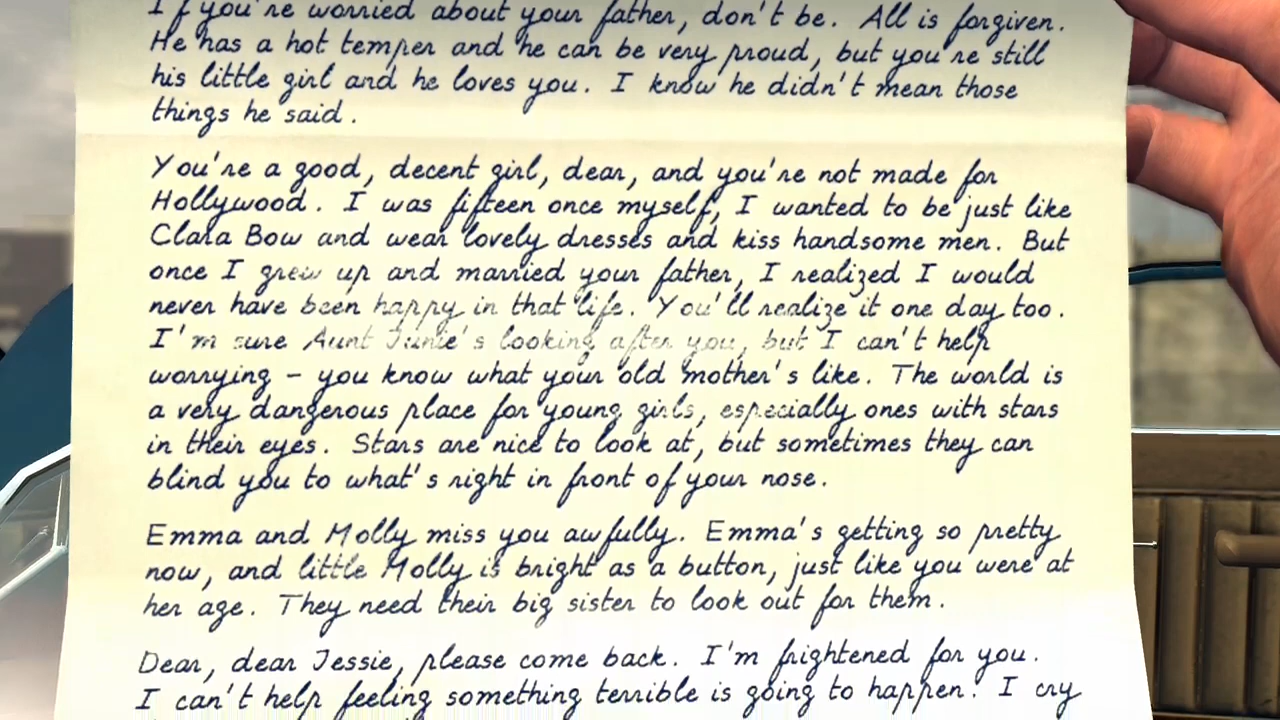 If you're worried about your father, don't be. All is forgiven.
He has a hot temper and he can be very proud, but you're still
his little girl and he loves you. I know he didn't mean those
things he said.
You're a good, decent girl, dear, and you're not made for
Hollywood. I was fifteen once myself, I wanted to be just like
Clara Bow and wear lovely dresses and kiss handsome men. But
once I grew up and married your father, I realized I would
never have been happy in that life. You'll realize it one day too.
I'm sure Aunt Junie's looking after you, but I can't help
worrying – you know what your old mother's like. The world is
a very dangerous place for young girls, especially ones with stars
in their eyes. Stars are nice to look at, but sometimes they can
blind you to what's right in front of your nose.
Emma and Molly miss you awfully. Emma's getting so pretty
now, and little Molly is bright as a button, just like you were at
her age. They need their big sister to look out for them.
Dear, dear Jessie, please come back. I'm frightened for you.
I can't help feeling something terrible is going to happen. I cry